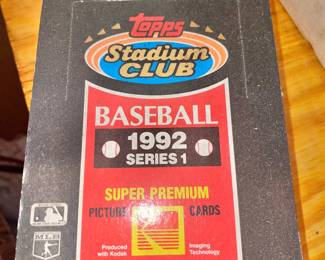 Topps
Stadium
CLUB
BASEBALL
1992
SERIES 1
SUPER PREMIUM
PICTURE CARDS
Produced with Kodak Imaging Technology